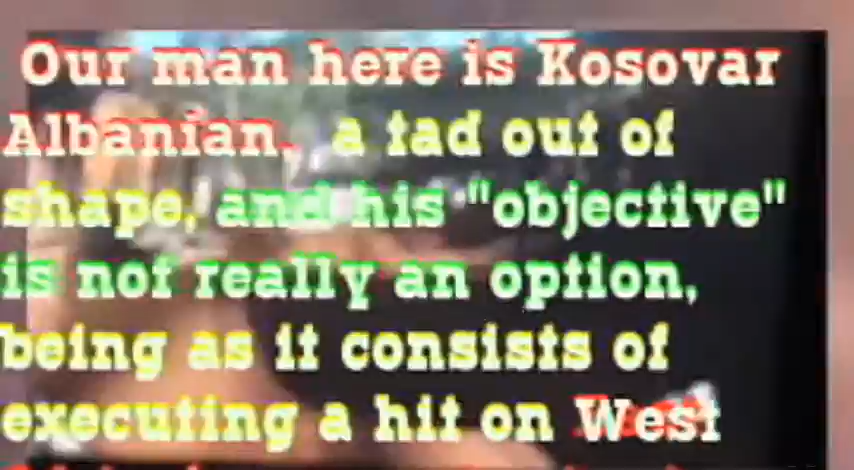 Our man here is Kosovar
Albanian, a tad out of
shape, and his "objective"
is not really an option,
being as it consists of
executing a hit on West